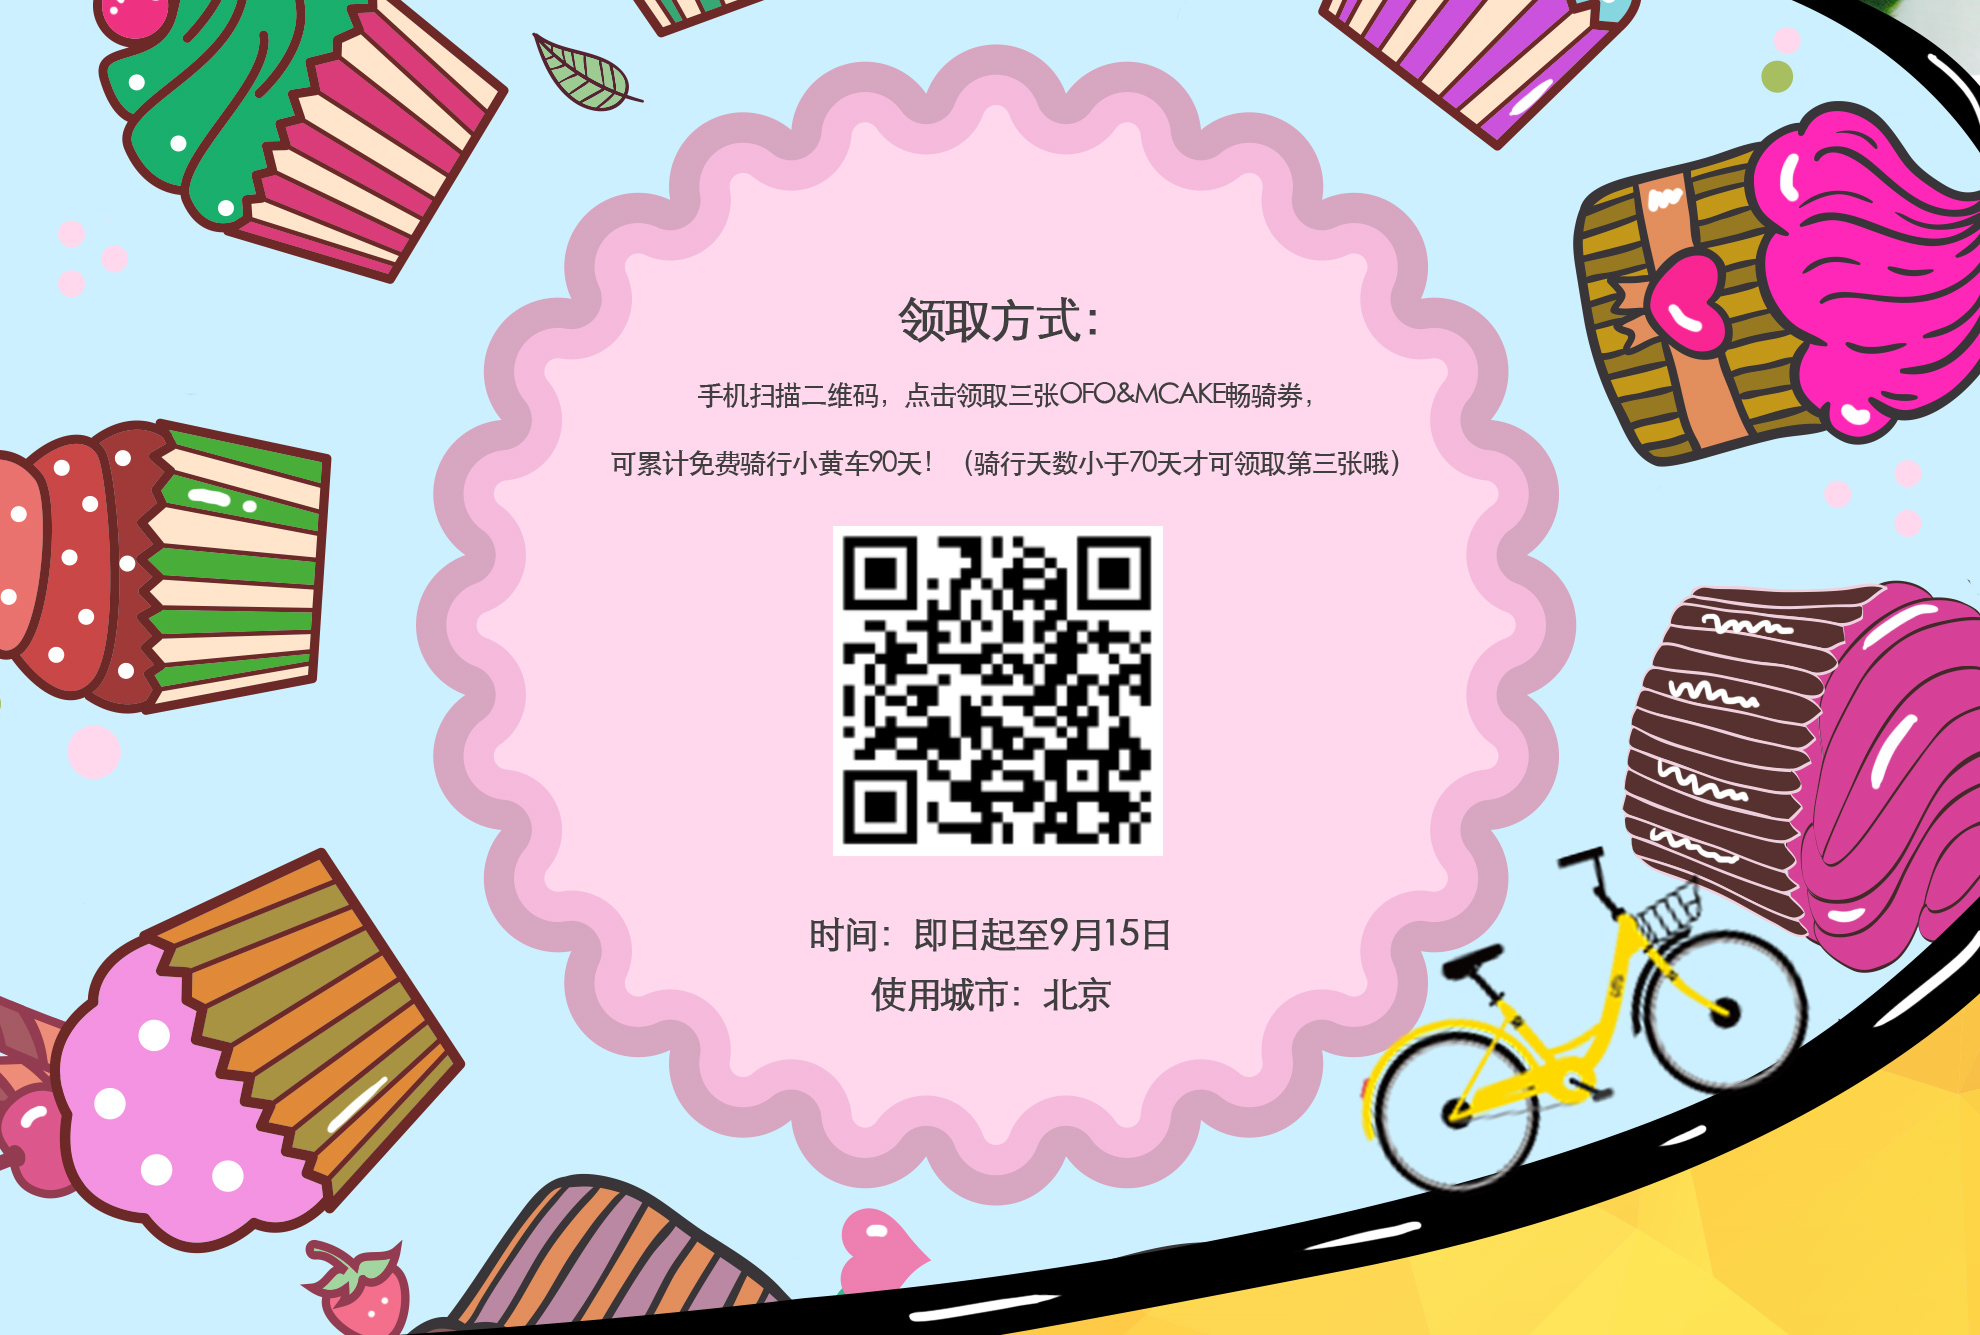 领取方式：
手机扫描二维码，点击领取三张OFO&MCAKE畅骑券，
可累计免费骑行小黄车90天！（骑行天数小于70天才可领取第三张哦）
时间：即日起至9月15日
使用城市：北京